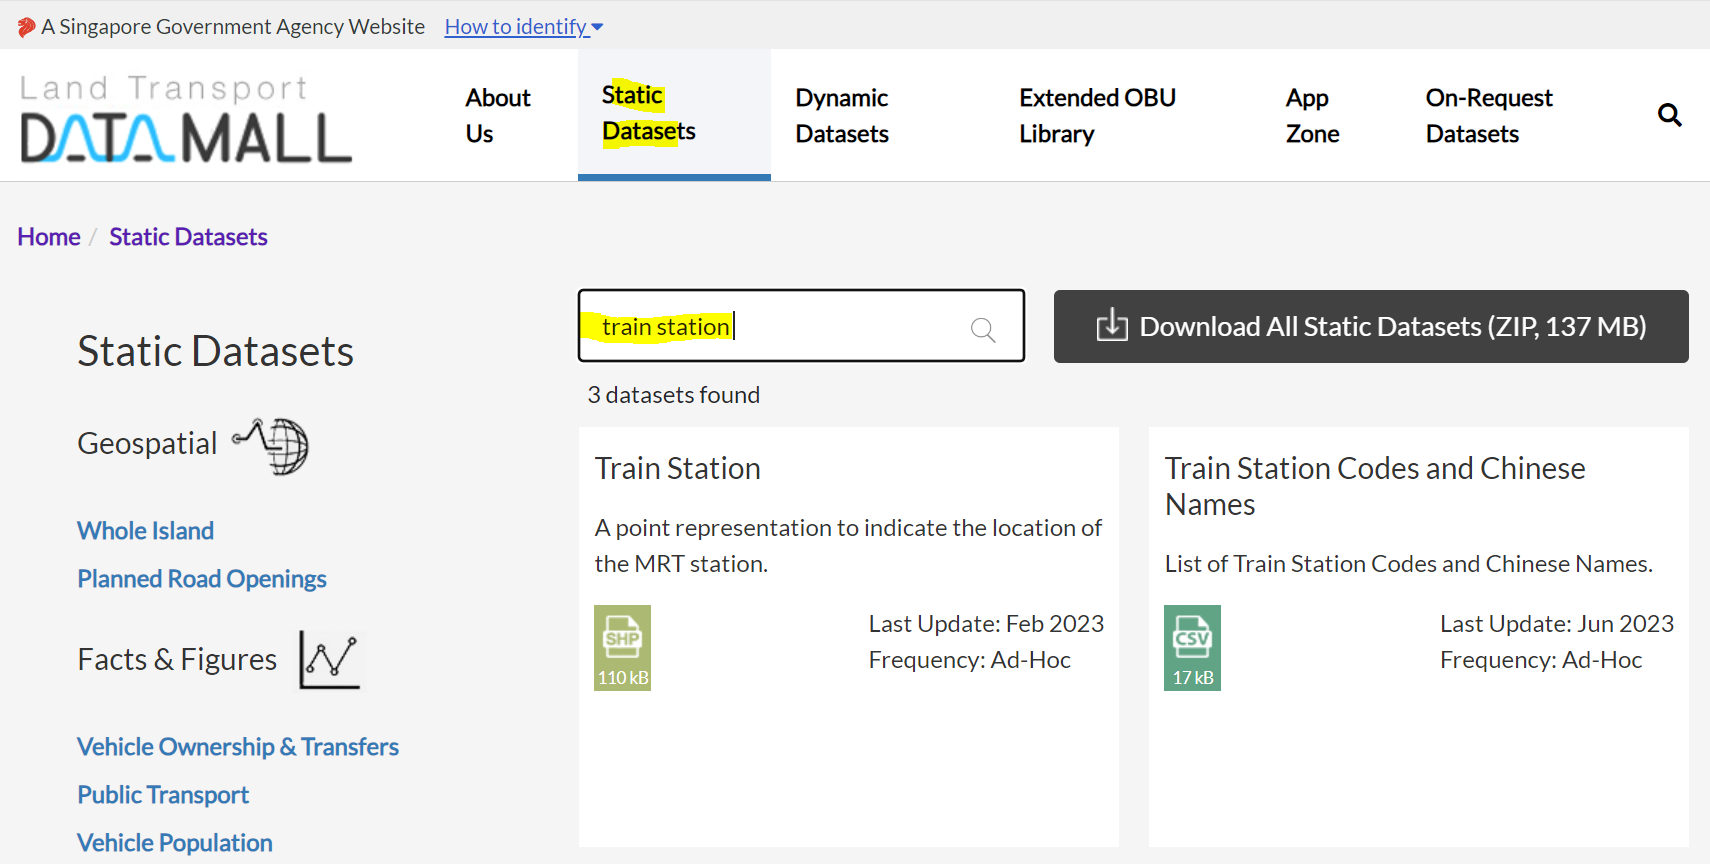 A Singapore Government Agency Website How to identify
Land Transport
DATA MALL
About
Us
Static
Datasets
Dynamic
Datasets
Extended OBU
Library
App
Zone
On-Request
Datasets
Home / Static Datasets
Static Datasets
Geospatial
Whole Island
Planned Road Openings
Facts & Figures
Vehicle Ownership & Transfers
Public Transport
Vehicle Population
train station
Download All Static Datasets (ZIP, 137 MB)
3 datasets found
Train Station
A point representation to indicate the location of
the MRT station.
SHP
110 kB
Last Update: Feb 2023
Frequency: Ad-Hoc
Train Station Codes and Chinese
Names
List of Train Station Codes and Chinese Names.
CSV
17 kB
Last Update: Jun 2023
Frequency: Ad-Hoc